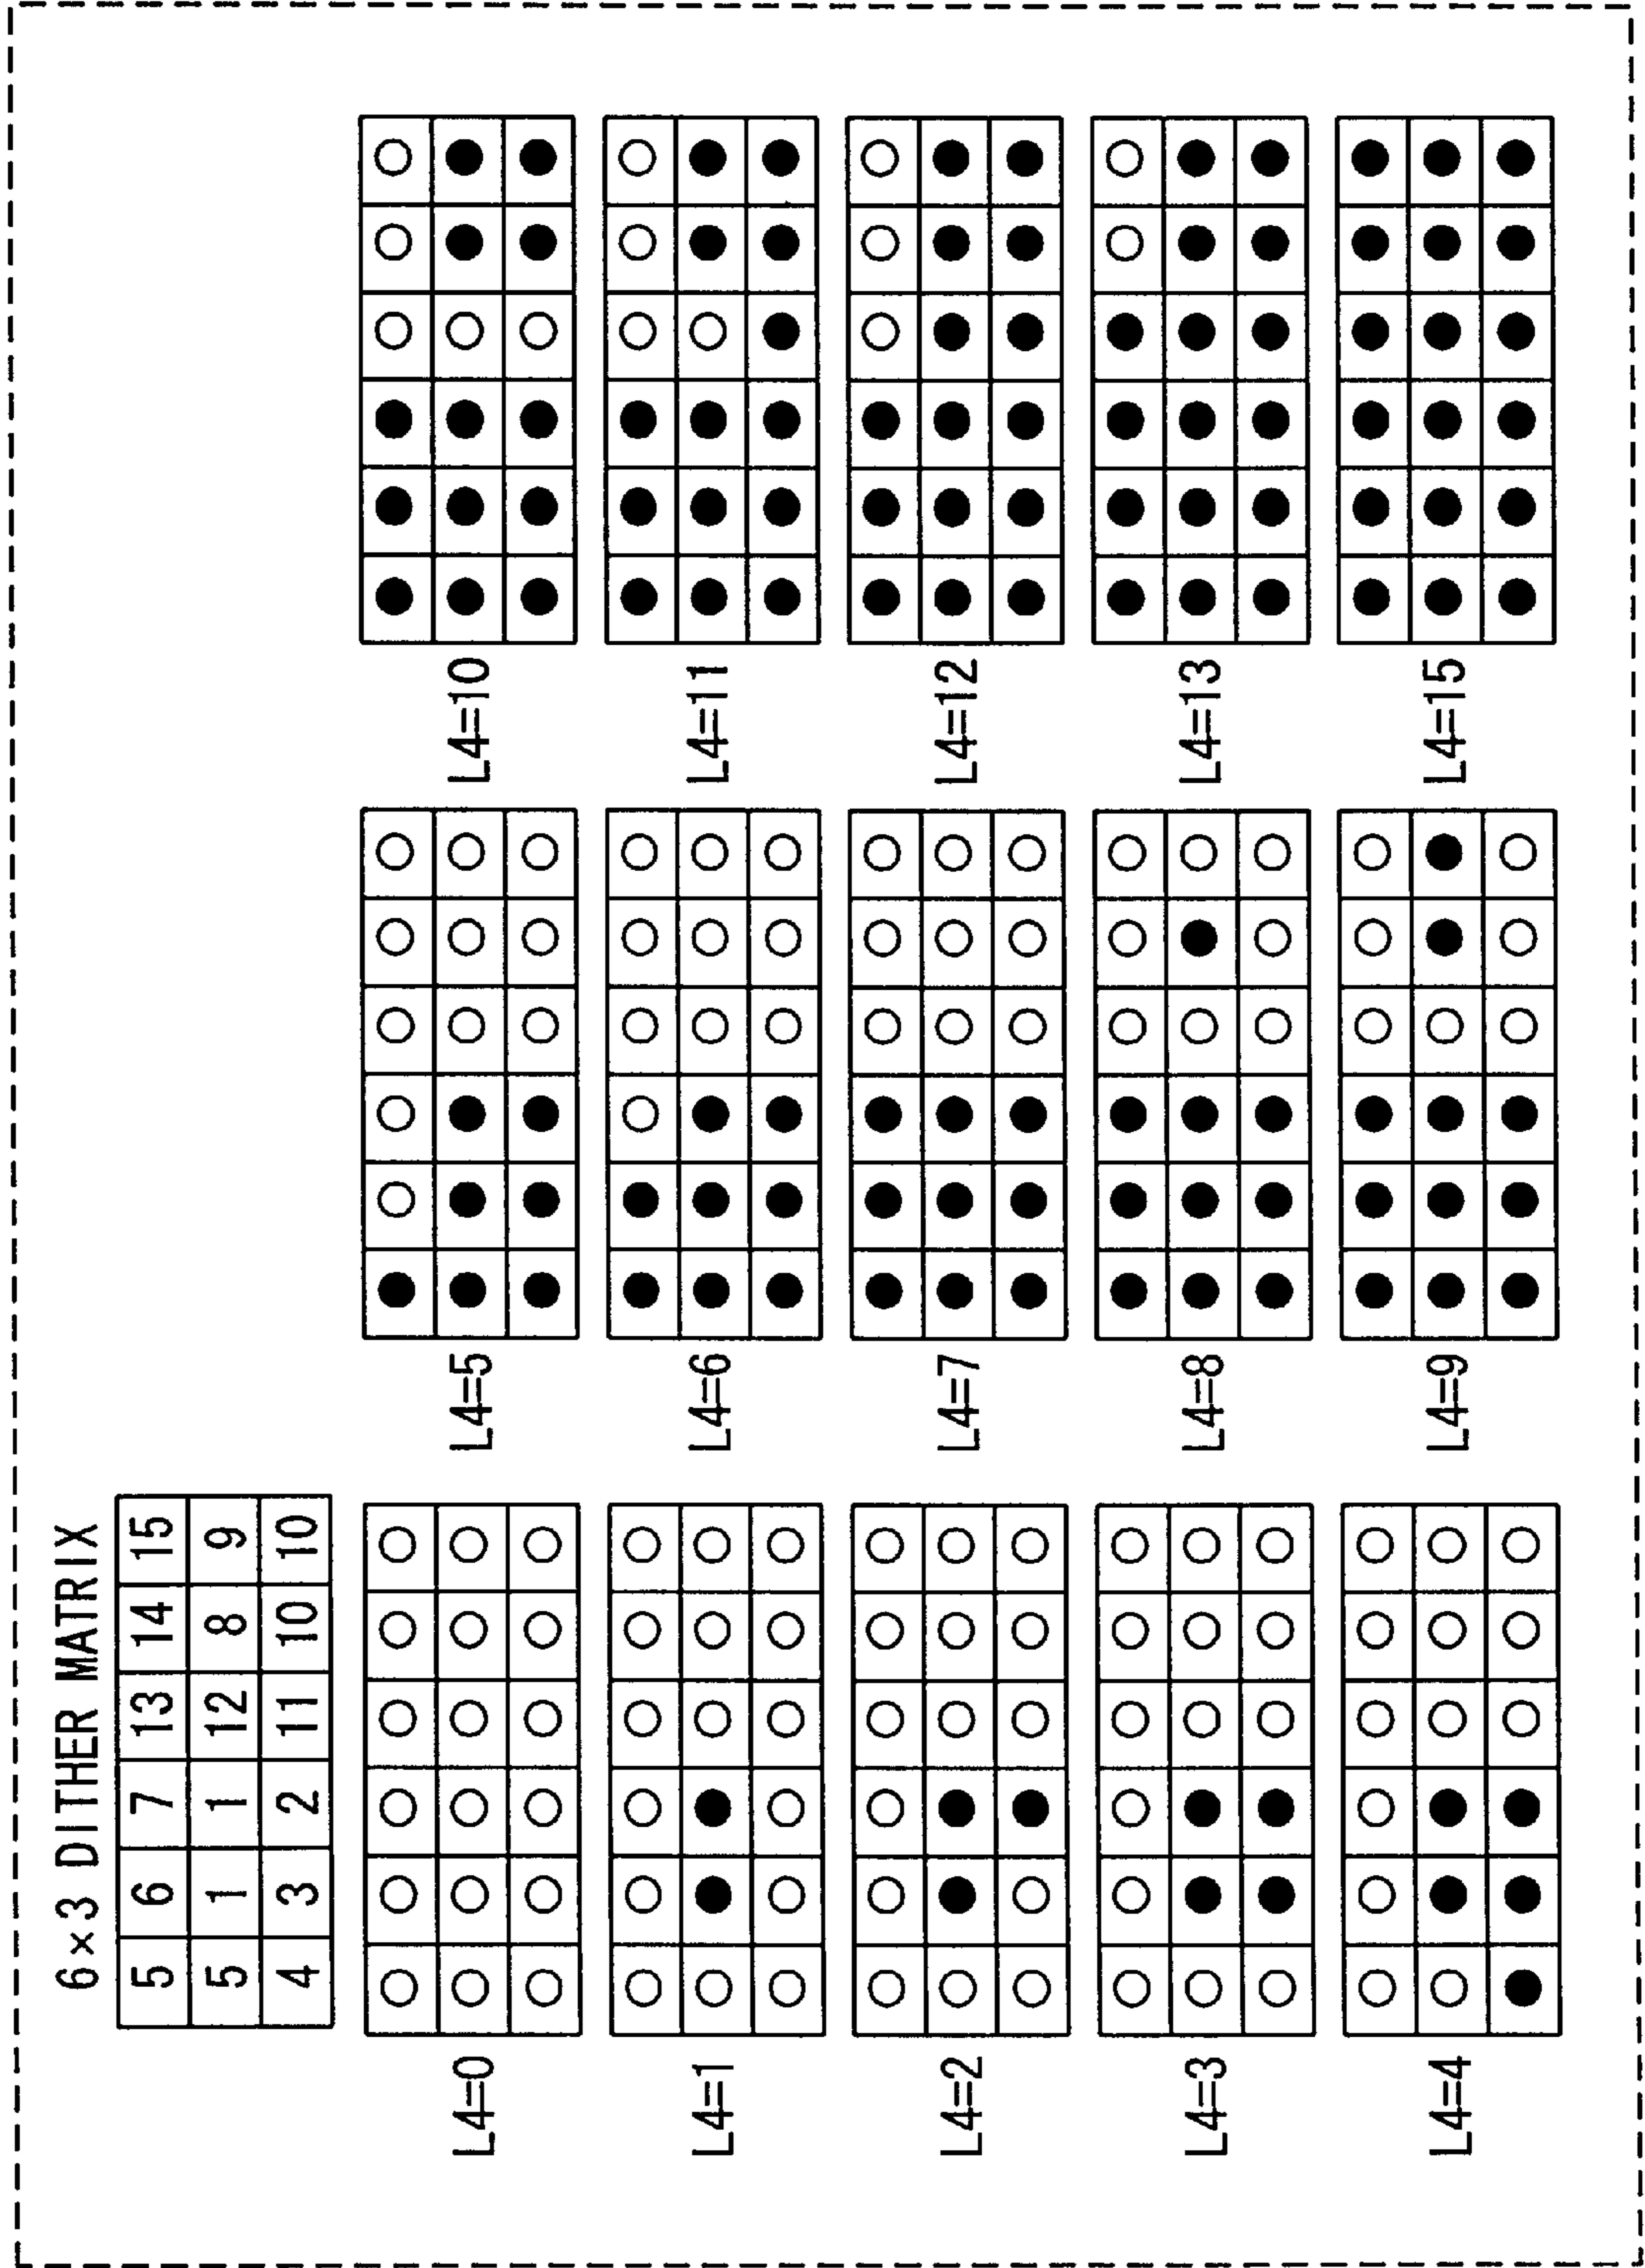 6×3 DITHER MATRIX
5 6 7 13 14 15
5 1 1 12 8 9
4 3 2 11 10 10
L4=0
L4=1
L4=2
L4=3
L4=4
L4=5
L4=6
L4=7
L4=8
L4=9
L4=10
L4=11
L4=12
L4=13
L4=15